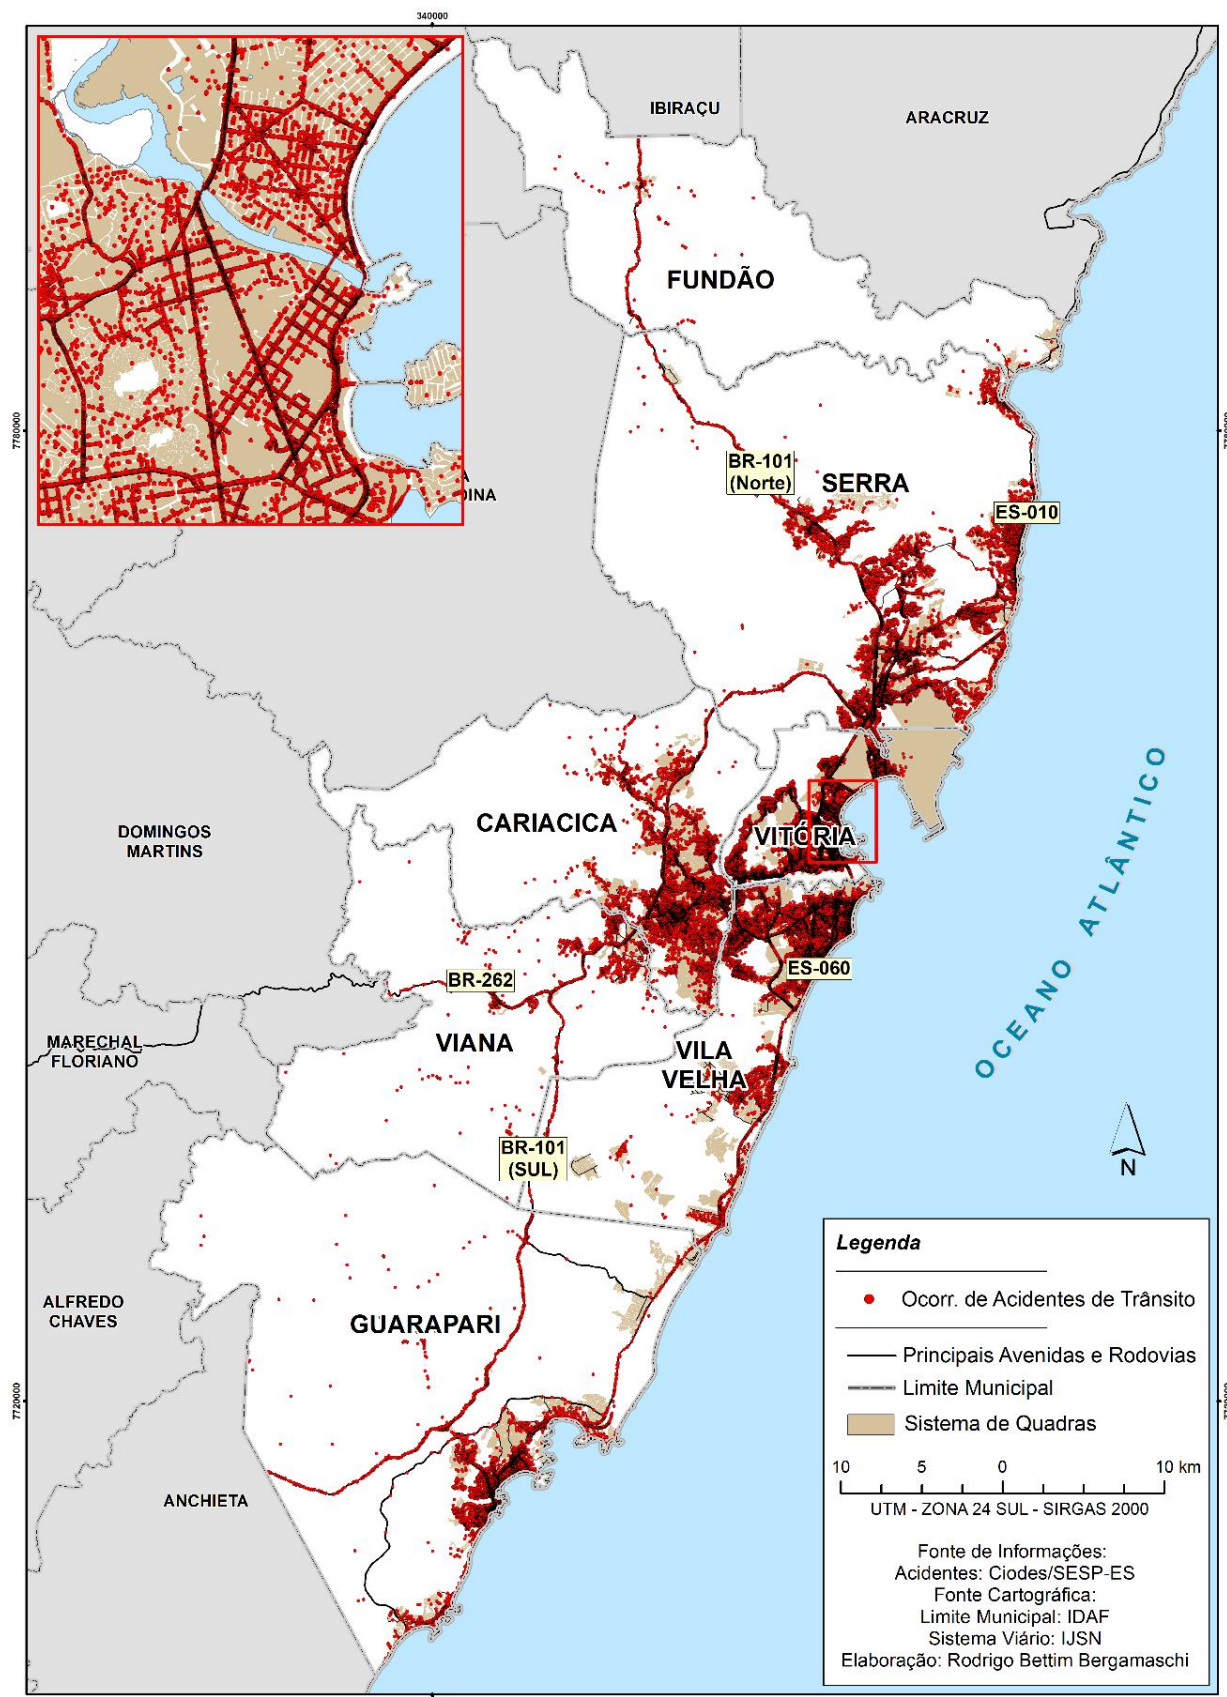 340000
IBIRAÇU
ARACRUZ
FUNDÃO
7780000
BR-101
(Norte)
SERRA
DINA
ES-010
CARIACICA
VITÓRIA
DOMINGOS
MARTINS
ES-060
BR-262
VIANA
MARECHAL
FLORIANO
VILA
VELHA
OCEANO ATLÂNTICO
BR-101
(SUL)
N
ALFREDO
CHAVES
GUARAPARI
7720000
ANCHIETA
Legenda
Ocorr. de Acidentes de Trânsito
Principais Avenidas e Rodovias
Limite Municipal
Sistema de Quadras
10 5 0 10 km
UTM - ZONA 24 SUL - SIRGAS 2000
Fonte de Informações:
Acidentes: Ciodes/SESP-ES
Fonte Cartográfica:
Limite Municipal: IDAF
Sistema Viário: IJSN
Elaboração: Rodrigo Bettim Bergamaschi